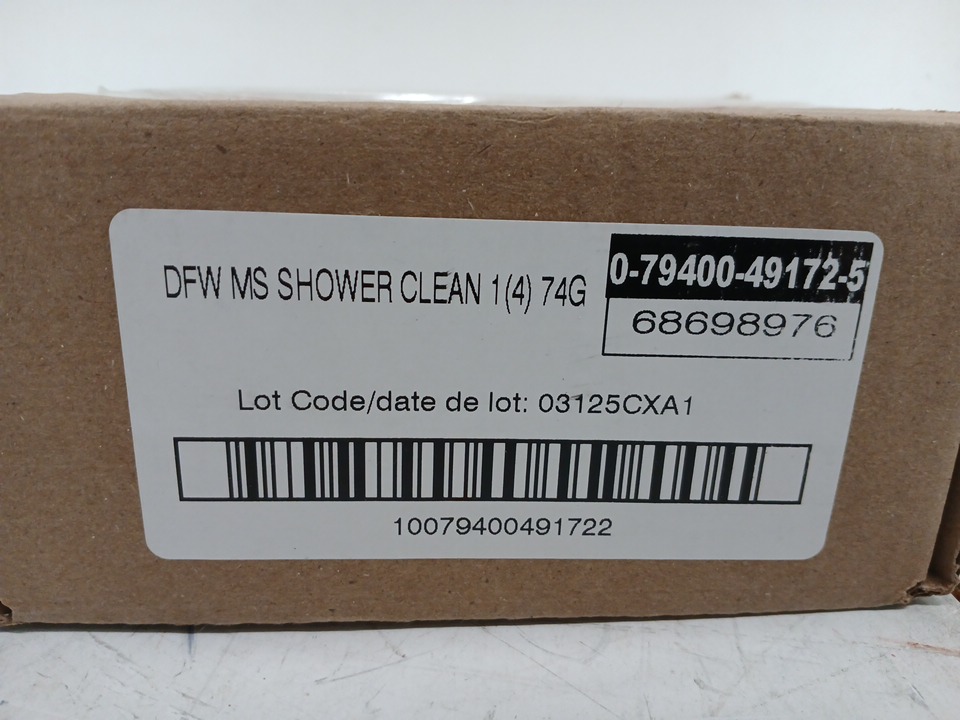 DFW MS SHOWER CLEAN 1(4) 74G
0-79400-49172-5
68698976
Lot Code/date de lot: 03125CXA1
10079400491722